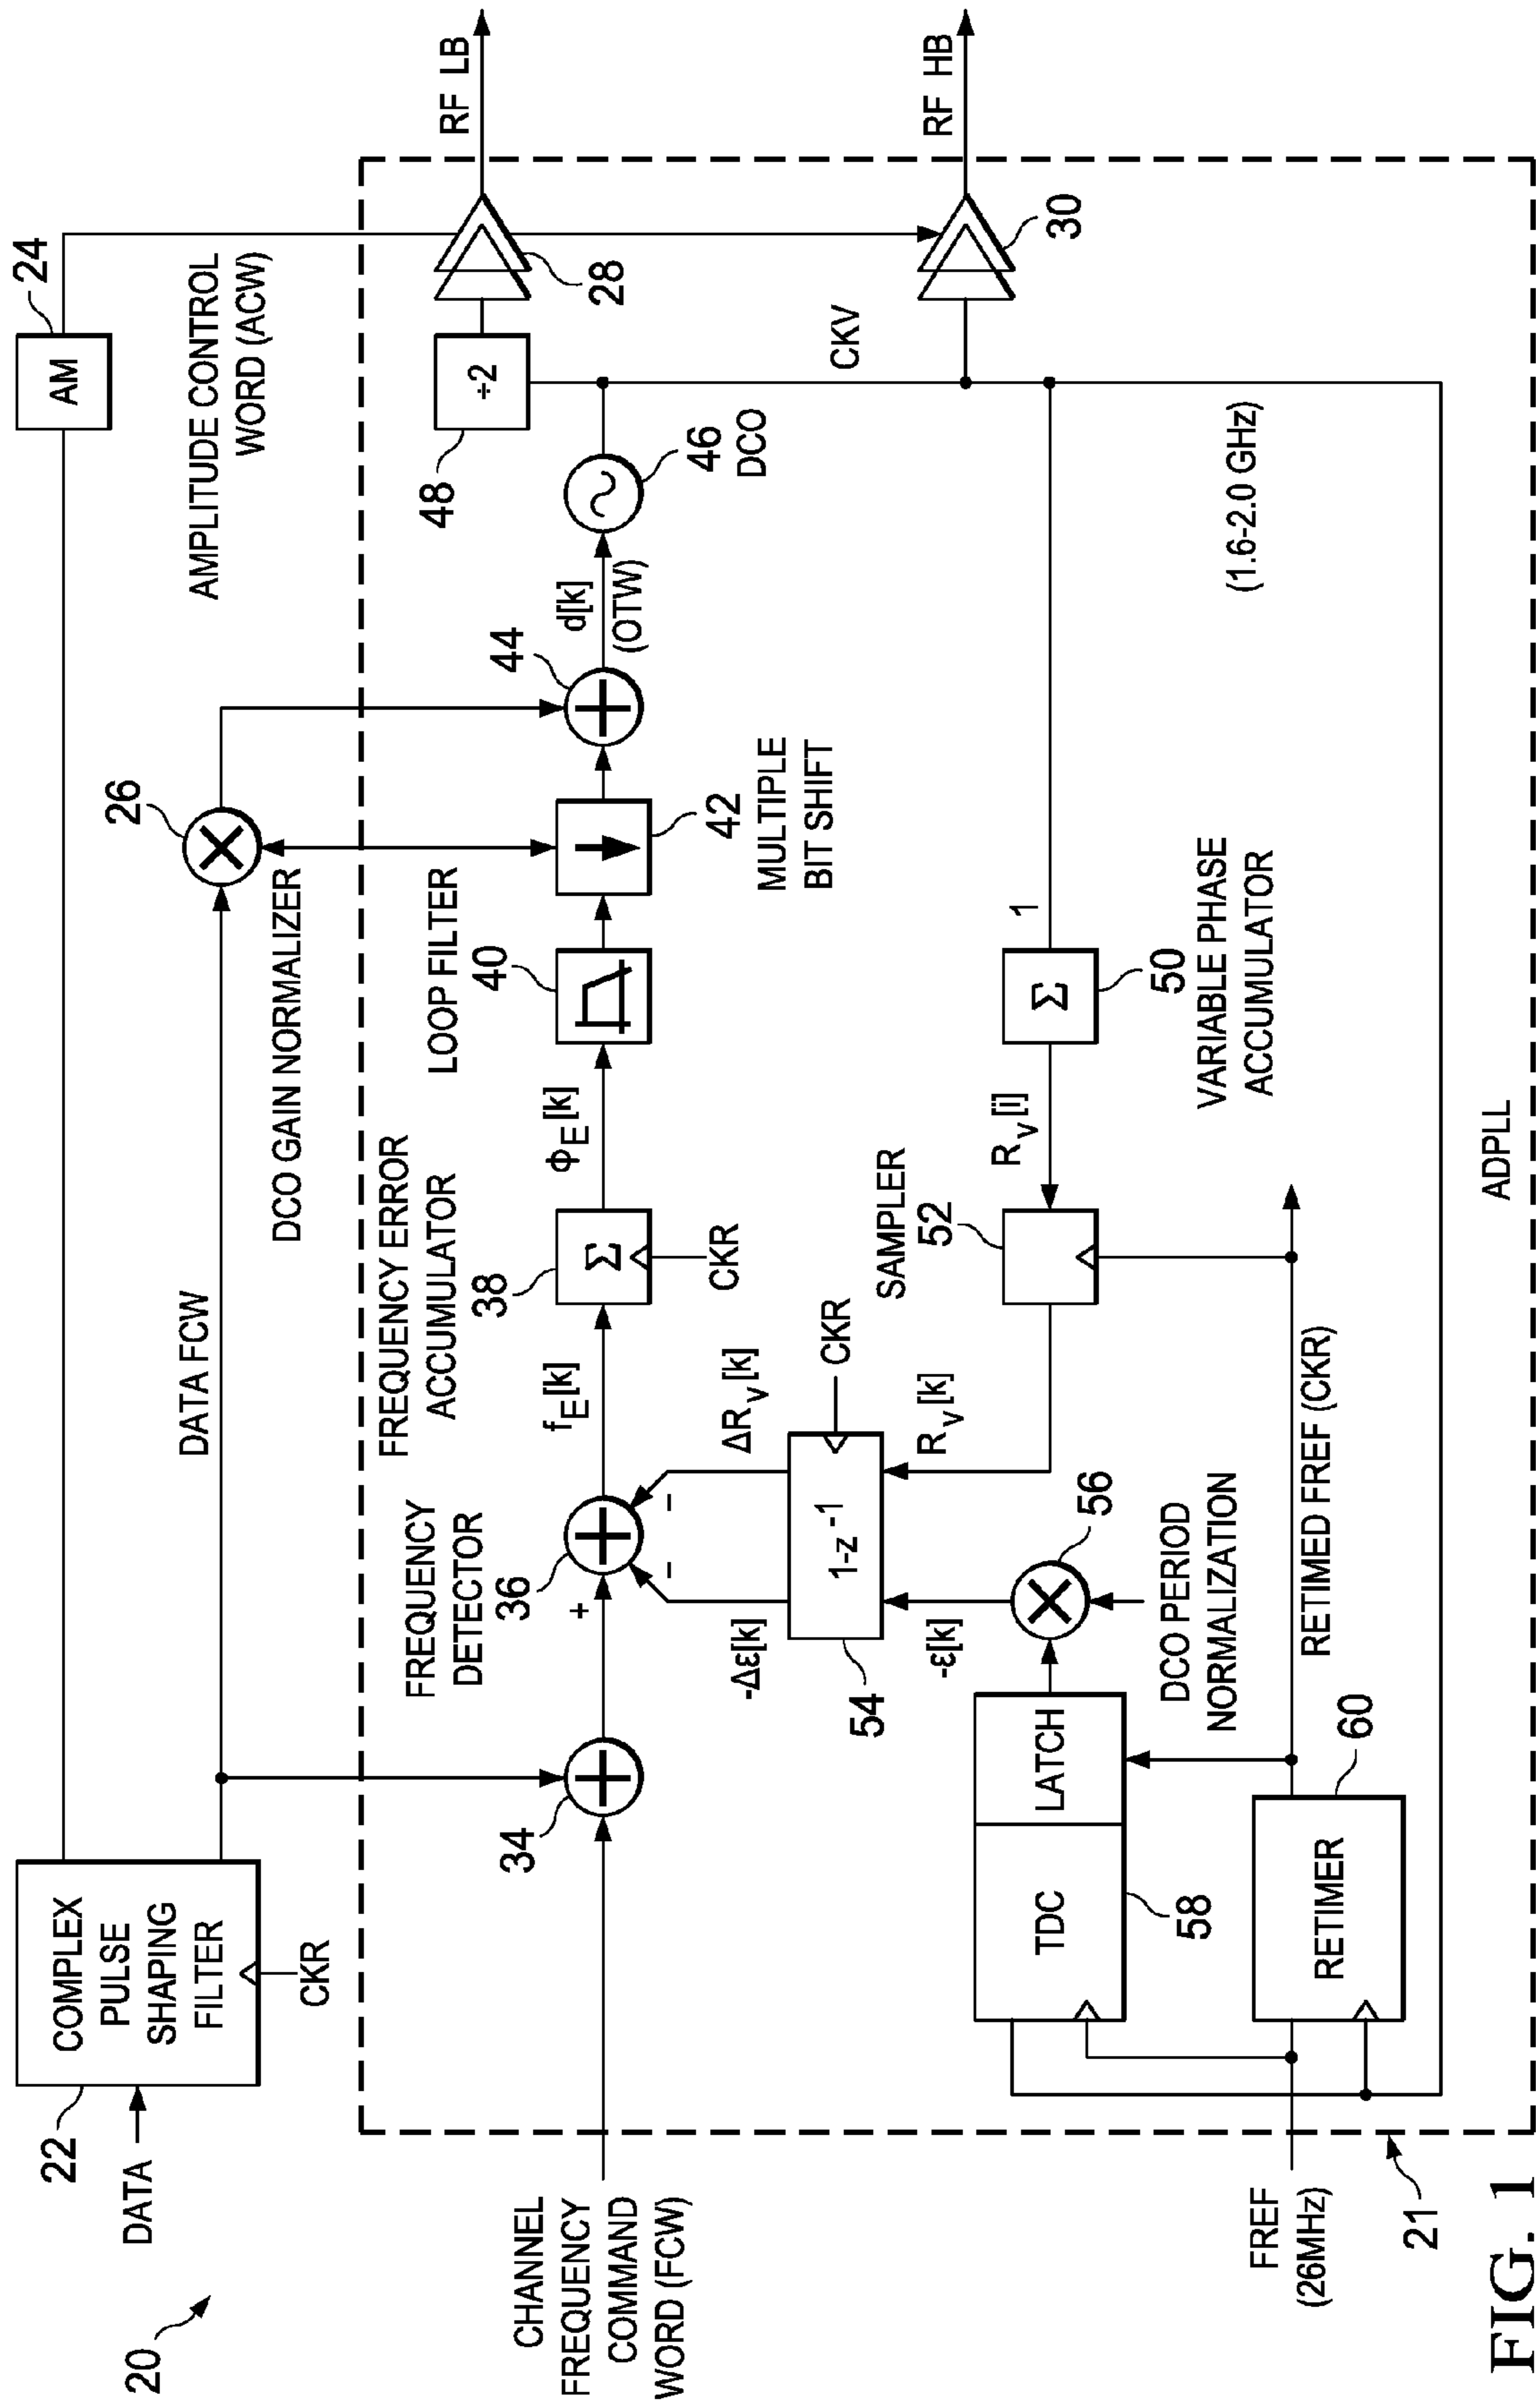 20
DATA
22
COMPLEX
PULSE
SHAPING
FILTER
CKR
24
AM
AMPLITUDE CONTROL
WORD (ACW)
DATA FCW
26
DCO GAIN NORMALIZER
RF LB
RF HB
28
30
CHANNEL
FREQUENCY
COMMAND
WORD (FCW)
34
+
FREQUENCY
DETECTOR
36
+
-
-
fE[k]
FREQUENCY ERROR
ACCUMULATOR
38
Σ
CKR
ϕE[k]
LOOP FILTER
40
42
MULTIPLE
BIT SHIFT
44
+
d[k]
(OTW)
46
DCO
48
÷2
CKV
-Δε[k]
ΔRv[k]
1-z-1
54
CKR
-ε[k]
Rv[k]
SAMPLER
52
Rv[i]
Σ
1
50
VARIABLE PHASE
ACCUMULATOR
(1.6-2.0 GHz)
TDC
LATCH
58
56
DCO PERIOD
NORMALIZATION
FREF
(26MHz)
RETIMER
60
RETIMED FREF (CKR)
21
ADPLL
FIG. 1